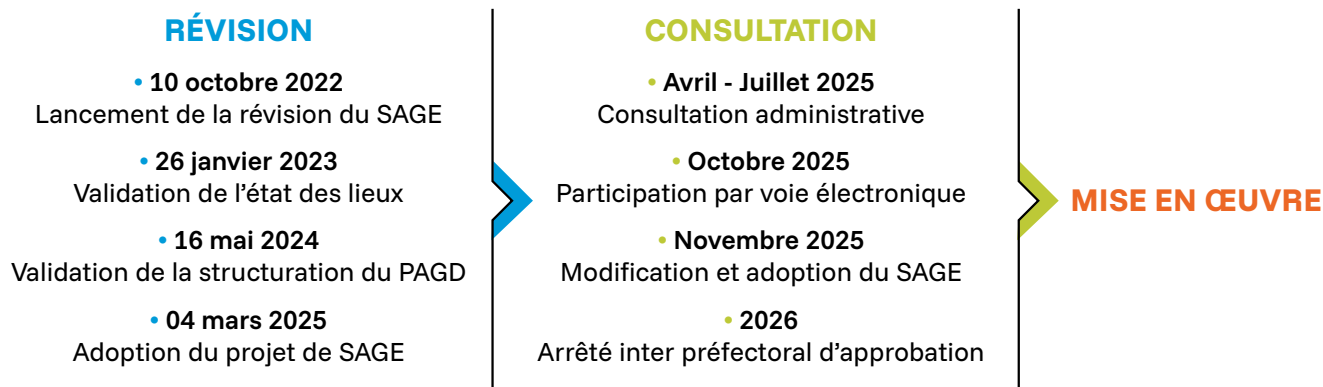 RÉVISION
• 10 octobre 2022
Lancement de la révision du SAGE
• 26 janvier 2023
Validation de l’état des lieux
• 16 mai 2024
Validation de la structuration du PAGD
• 04 mars 2025
Adoption du projet de SAGE
CONSULTATION
• Avril - Juillet 2025
Consultation administrative
• Octobre 2025
Participation par voie électronique
• Novembre 2025
Modification et adoption du SAGE
• 2026
Arrêté inter préfectoral d’approbation
MISE EN ŒUVRE